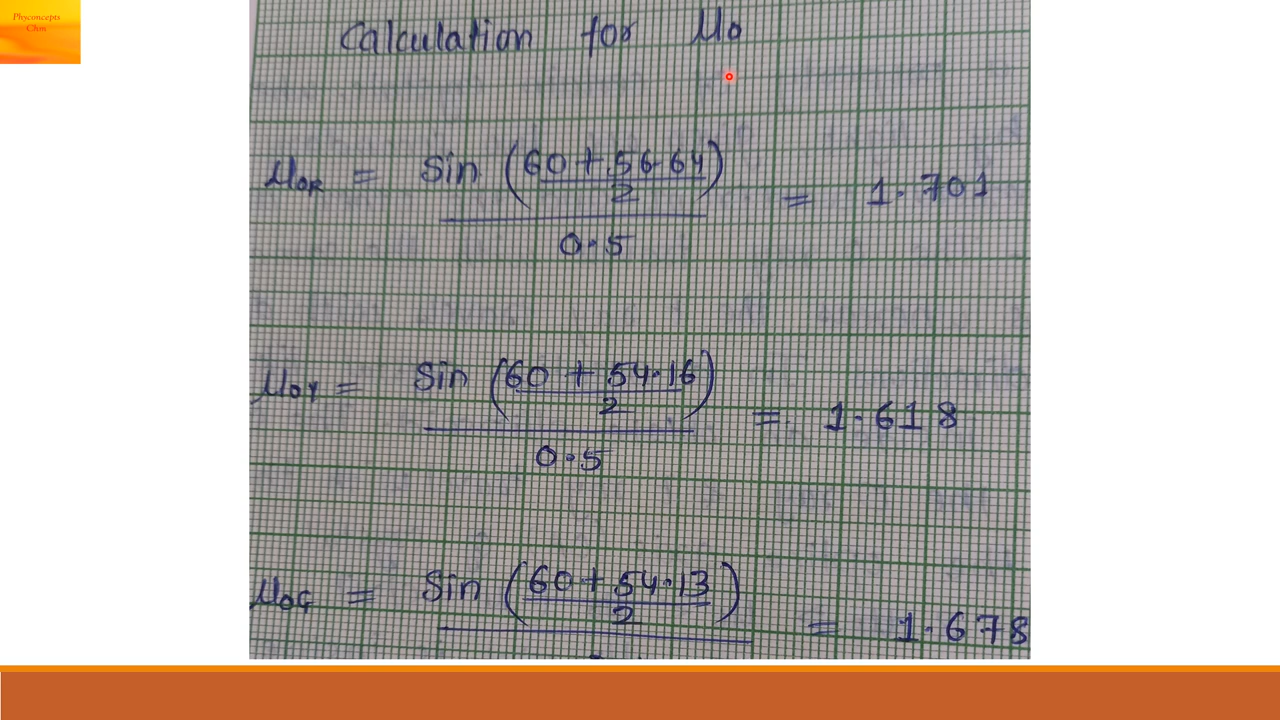 Phyconcepts
Chm
Calculation for μo
μoR = Sin (60 + 56.64 / 2) / 0.5 = 1.701
μoY = Sin (60 + 54.16 / 2) / 0.5 = 1.618
μoG = Sin (60 + 54.13 / 2) = 1.678